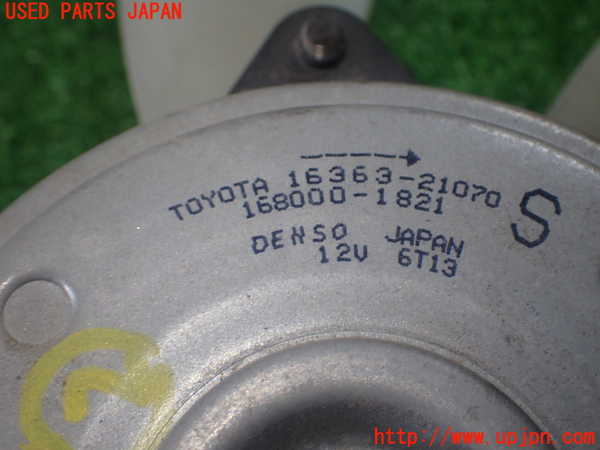 USED PARTS JAPAN
TOYOTA 16363-21070
168000-1821
S
DENSO JAPAN
12V 6T13
http://www.upjpn.com/